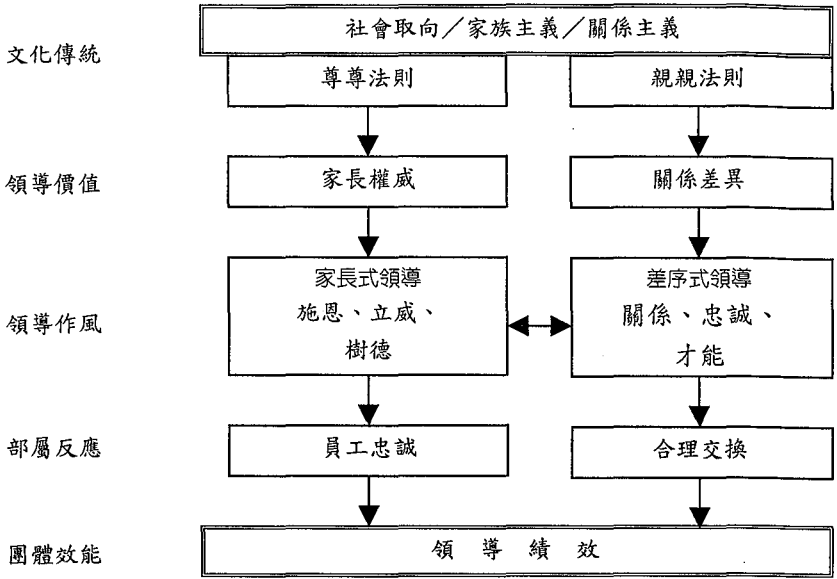 社會取向／家族主義／關係主義
文化傳統
尊尊法則
親親法則
領導價值
家長權威
關係差異
領導作風
家長式領導
施恩、立威、
樹德
差序式領導
關係、忠誠、
才能
部屬反應
員工忠誠
合理交換
團體效能
領導績效